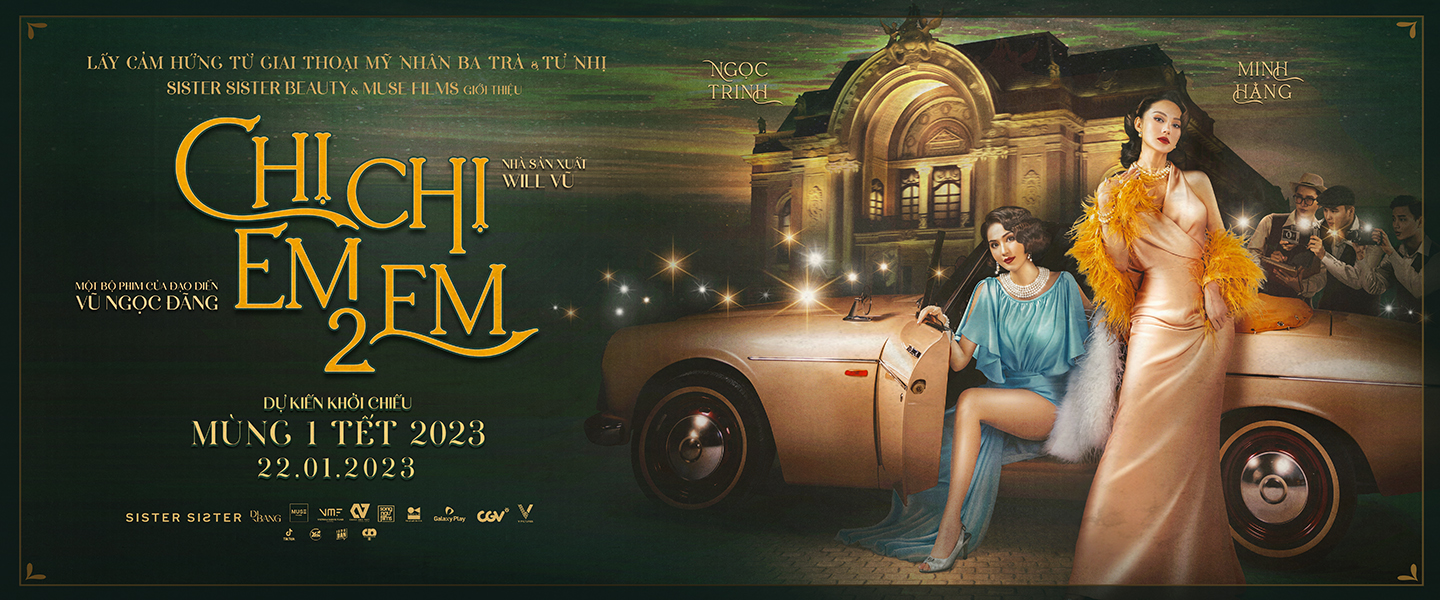 LẤY CẢM HỨNG TỪ GIAI THOẠI MỸ NHÂN BA TRÀ & TƯ NHỊ
SISTER SISTER BEAUTY & MUSE FILMS GIỚI THIỆU
CHỊ CHỊ
EM 2 EM
NHÀ SẢN XUẤT
WILL VŨ
MỘT BỘ PHIM CỦA ĐẠO DIỄN
VŨ NGỌC ĐÃNG
DỰ KIẾN KHỞI CHIẾU
MÙNG 1 TẾT 2023
22.01.2023
NGỌC
TRINH
MINH
HẰNG
SISTER SISTER
MUSE
VMF
Galaxy Play
CGV
TikTok